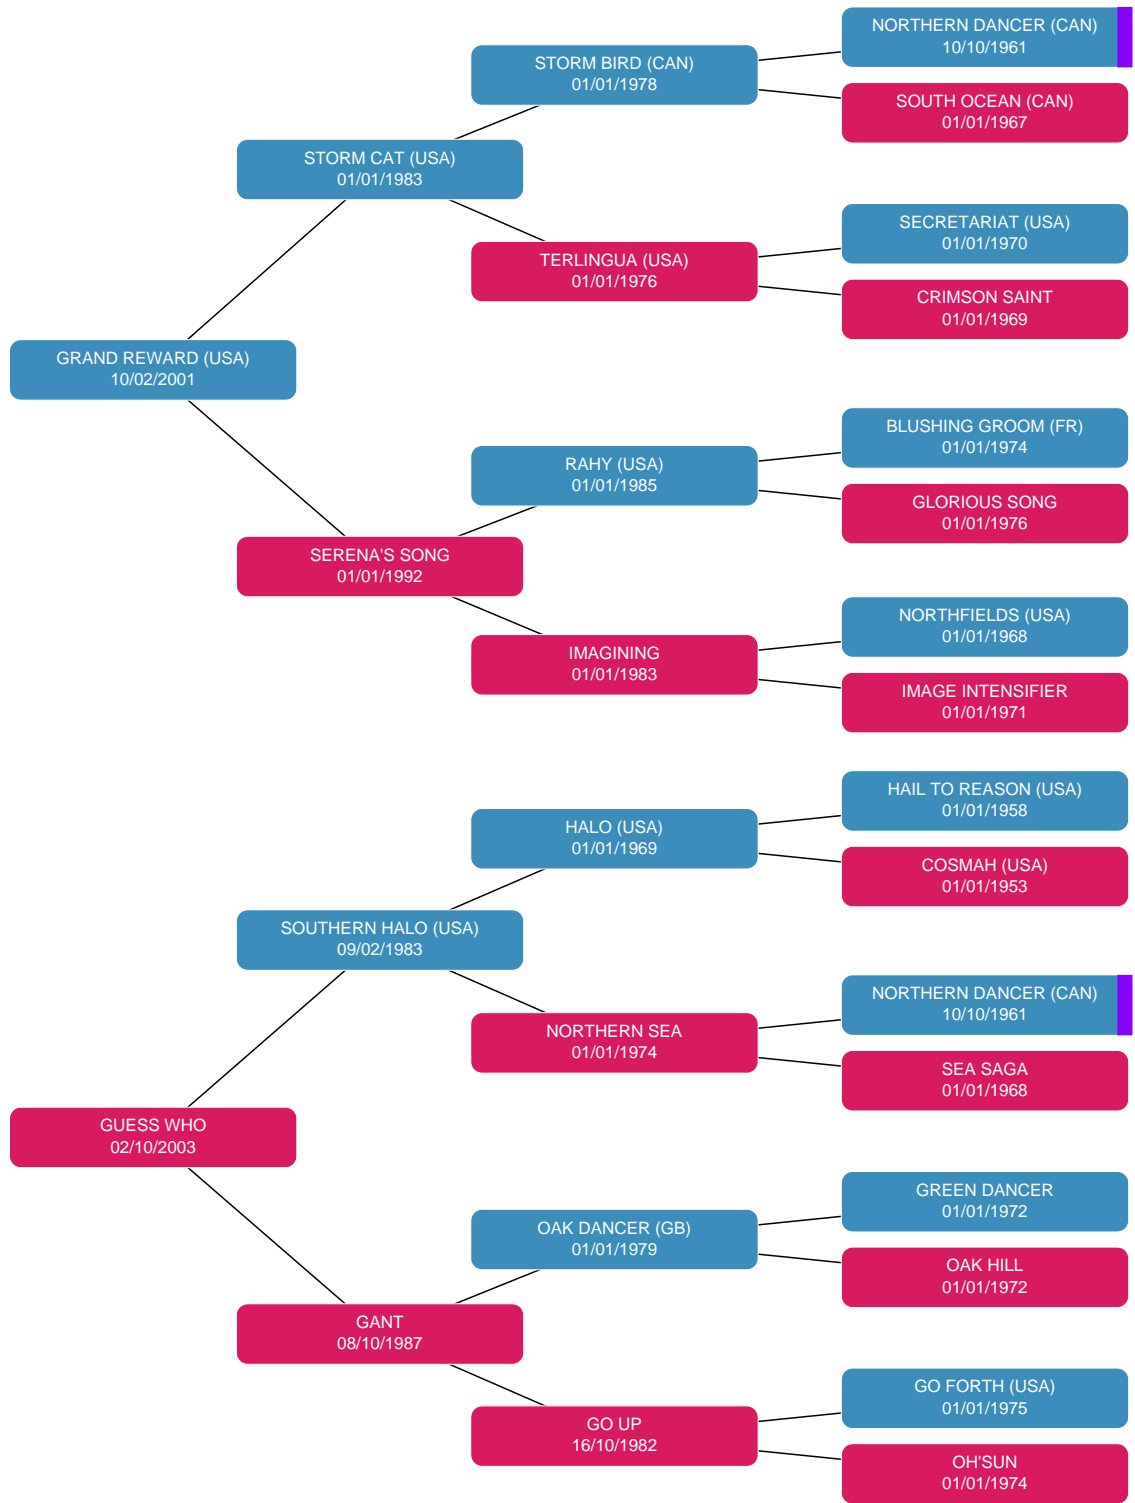 NORTHERN DANCER (CAN)
10/10/1961
STORM BIRD (CAN)
01/01/1978
SOUTH OCEAN (CAN)
01/01/1967
STORM CAT (USA)
01/01/1983
SECRETARIAT (USA)
01/01/1970
TERLINGUA (USA)
01/01/1976
CRIMSON SAINT
01/01/1969
GRAND REWARD (USA)
10/02/2001
BLUSHING GROOM (FR)
01/01/1974
RAHY (USA)
01/01/1985
GLORIOUS SONG
01/01/1976
SERENA'S SONG
01/01/1992
NORTHFIELDS (USA)
01/01/1968
IMAGINING
01/01/1983
IMAGE INTENSIFIER
01/01/1971
HAIL TO REASON (USA)
01/01/1958
HALO (USA)
01/01/1969
COSMAH (USA)
01/01/1953
SOUTHERN HALO (USA)
09/02/1983
NORTHERN DANCER (CAN)
10/10/1961
NORTHERN SEA
01/01/1974
SEA SAGA
01/01/1968
GUESS WHO
02/10/2003
GREEN DANCER
01/01/1972
OAK DANCER (GB)
01/01/1979
OAK HILL
01/01/1972
GANT
08/10/1987
GO FORTH (USA)
01/01/1975
GO UP
16/10/1982
OH'SUN
01/01/1974